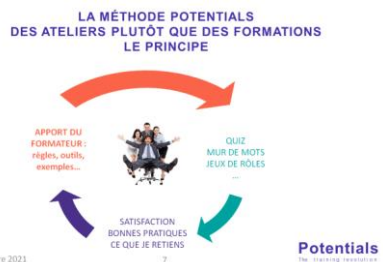 LA MÉTHODE POTENTIALS
DES ATELIERS PLUTÔT QUE DES FORMATIONS
LE PRINCIPE
APPORT DU
FORMATEUR :
règles, outils,
exemples...
QUIZ
MUR DE MOTS
JEUX DE RÔLES
...
SATISFACTION
BONNES PRATIQUES
CE QUE JE RETIENS
re 2021
7
Potentials
The training revolution